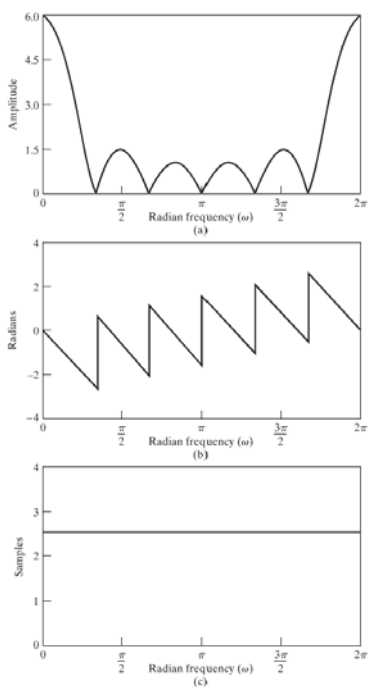 6.0
4.5
3.0
1.5
0
Amplitude
0
π/2
π
3π/2
2π
Radian frequency (ω)
(a)
4
2
0
−2
−4
Radians
0
π/2
π
3π/2
2π
Radian frequency (ω)
(b)
4
3
2
1
0
Samples
0
π/2
π
3π/2
2π
Radian frequency (ω)
(c)